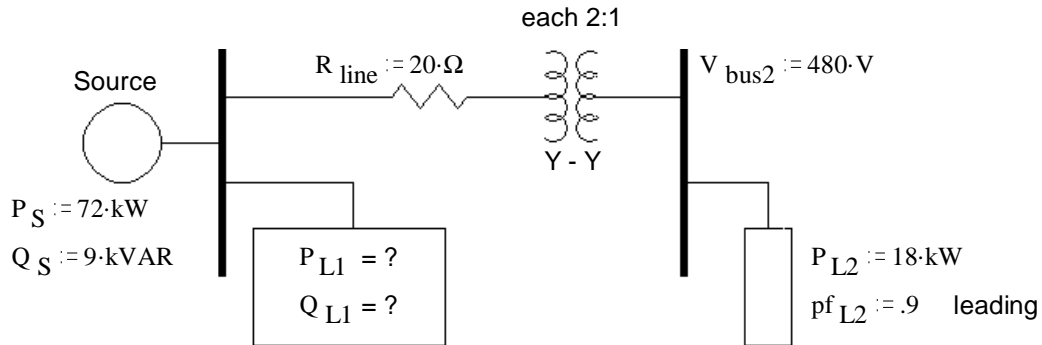 each 2:1
Source
R line := 20·Ω
V bus2 := 480·V
Y - Y
P S := 72·kW
Q S := 9·kVAR
P L1 = ?
Q L1 = ?
P L2 := 18·kW
pf L2 := .9 leading